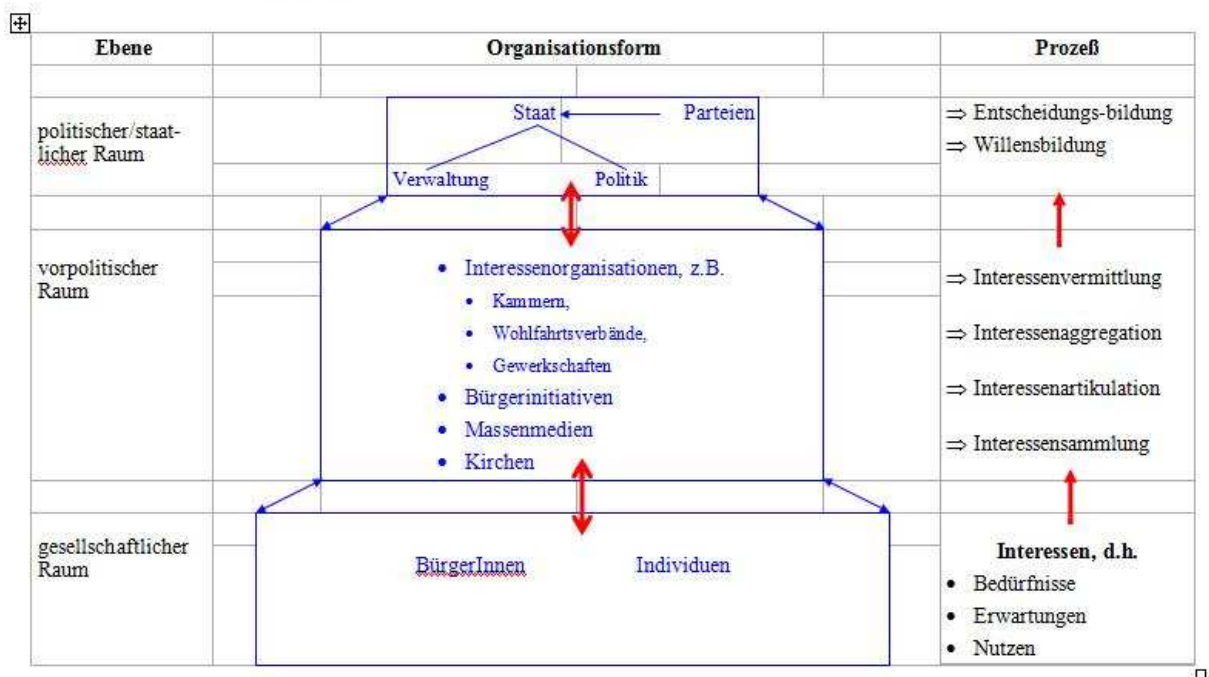 Ebene Organisationsform Prozeß
politischer/staat-
licher Raum
Staat Parteien
Verwaltung Politik
⇒ Entscheidungs-bildung
⇒ Willensbildung
vorpolitischer
Raum
• Interessenorganisationen, z.B.
• Kammern,
• Wohlfahrtsverbände,
• Gewerkschaften
• Bürgerinitiativen
• Massenmedien
• Kirchen
⇒ Interessenvermittlung
⇒ Interessenaggregation
⇒ Interessenartikulation
⇒ Interessensammlung
gesellschaftlicher
Raum
BürgerInnen Individuen
Interessen, d.h.
• Bedürfnisse
• Erwartungen
• Nutzen